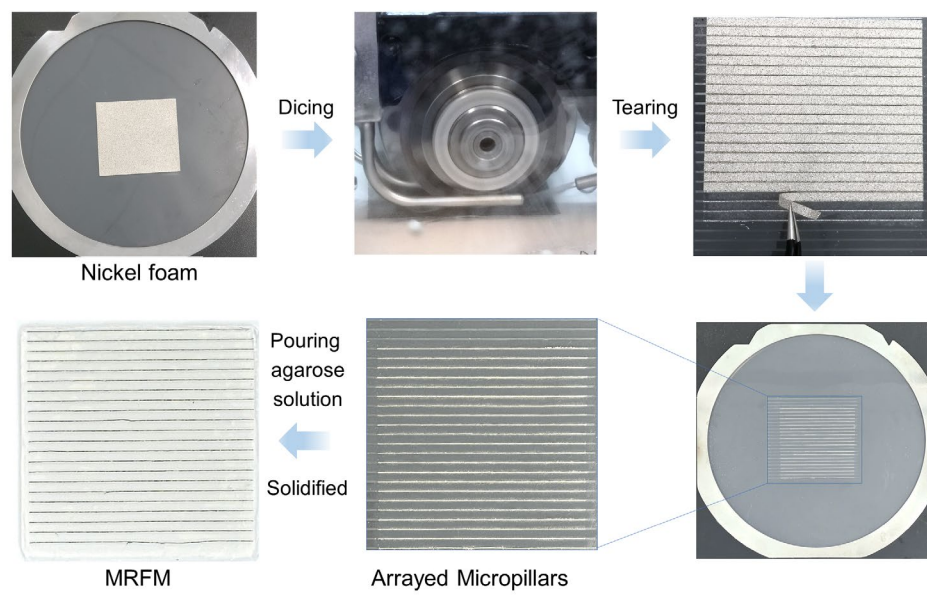 Dicing
Tearing
Nickel foam
Pouring
agarose
solution
Solidified
MRFM
Arrayed Micropillars